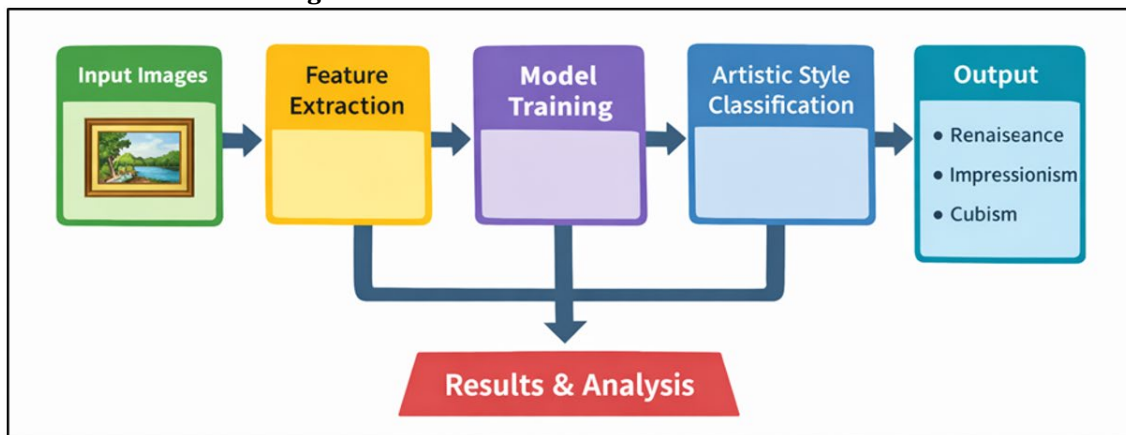 Input Images
Feature
Extraction
Model
Training
Artistic Style
Classification
Output
• Renaiseance
• Impressionism
• Cubism
Results & Analysis